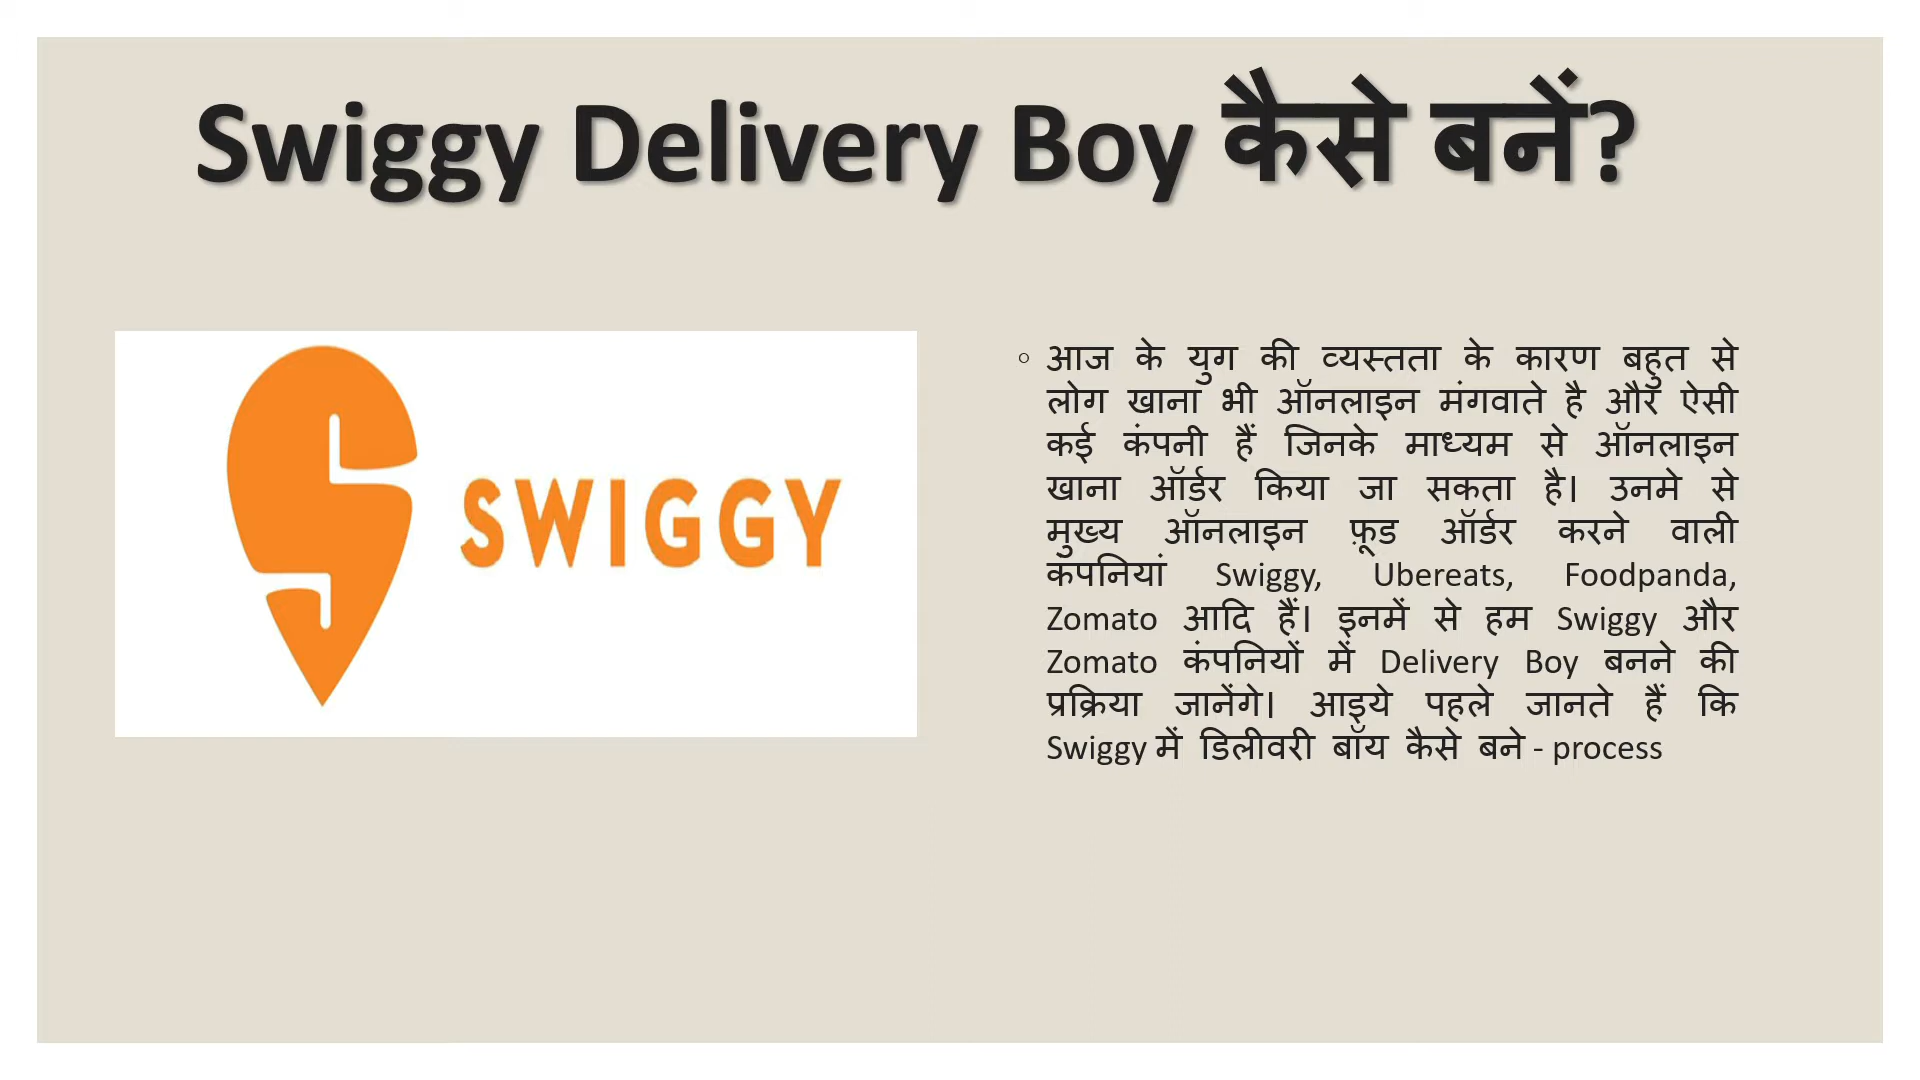 Swiggy Delivery Boy कैसे बनें?
SWIGGY
◦ आज के युग की व्यस्तता के कारण बहुत से
लोग खाना भी ऑनलाइन मंगवाते है और ऐसी
कई कंपनी हैं जिनके माध्यम से ऑनलाइन
खाना ऑर्डर किया जा सकता है। उनमे से
मुख्य ऑनलाइन फ़ूड ऑर्डर करने वाली
कंपनियां Swiggy, Ubereats, Foodpanda,
Zomato आदि हैं। इनमें से हम Swiggy और
Zomato कंपनियों में Delivery Boy बनने की
प्रक्रिया जानेंगे। आइये पहले जानते हैं कि
Swiggy में डिलीवरी बॉय कैसे बने - process